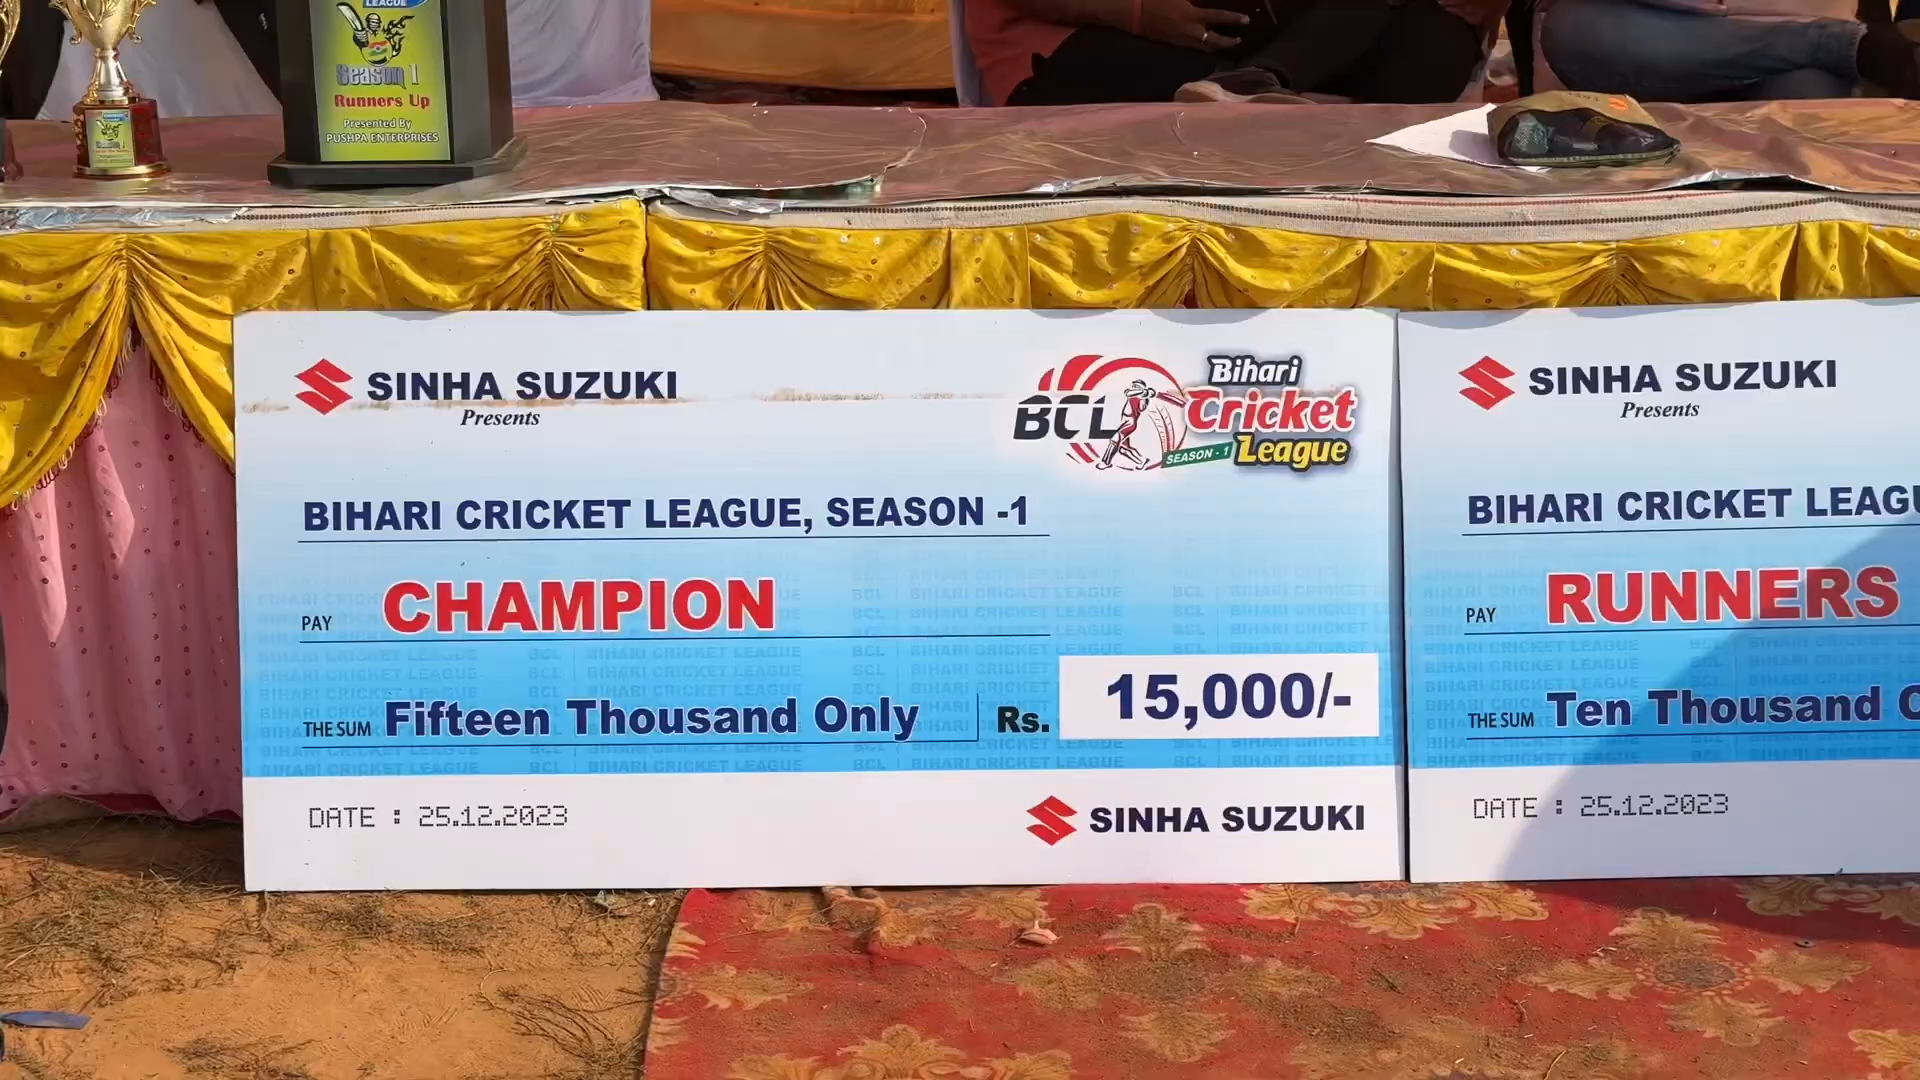 LEAGUE
Season 1
Runners Up
Presented By
PUSHPA ENTERPRISES
SINHA SUZUKI
Presents
BCL
SEASON - 1
Bihari
Cricket
League
BIHARI CRICKET LEAGUE, SEASON -1
PAY CHAMPION
THE SUM Fifteen Thousand Only Rs. 15,000/-
DATE : 25.12.2023
SINHA SUZUKI
SINHA SUZUKI
Presents
BIHARI CRICKET
PAY RUNNERS
THE SUM Ten Thousand
DATE : 25.12.2023